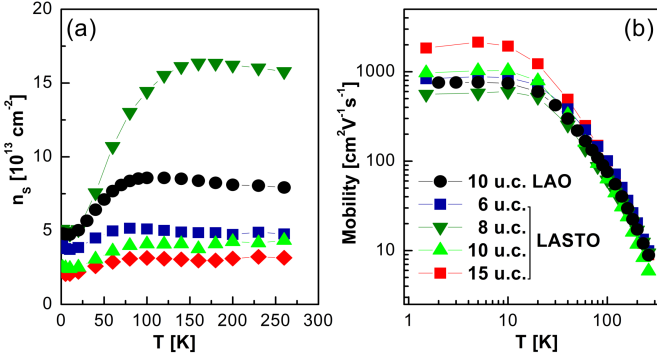 (a)
20
15
10
5
0
n_S [10^13 cm^-2]
0 50 100 150 200 250 300
T [K]
(b)
1000
100
10
Mobility [cm^2V^-1s^-1]
1 10 100
T [K]
10 u.c. LAO
6 u.c.
8 u.c.
10 u.c.
15 u.c.
LASTO